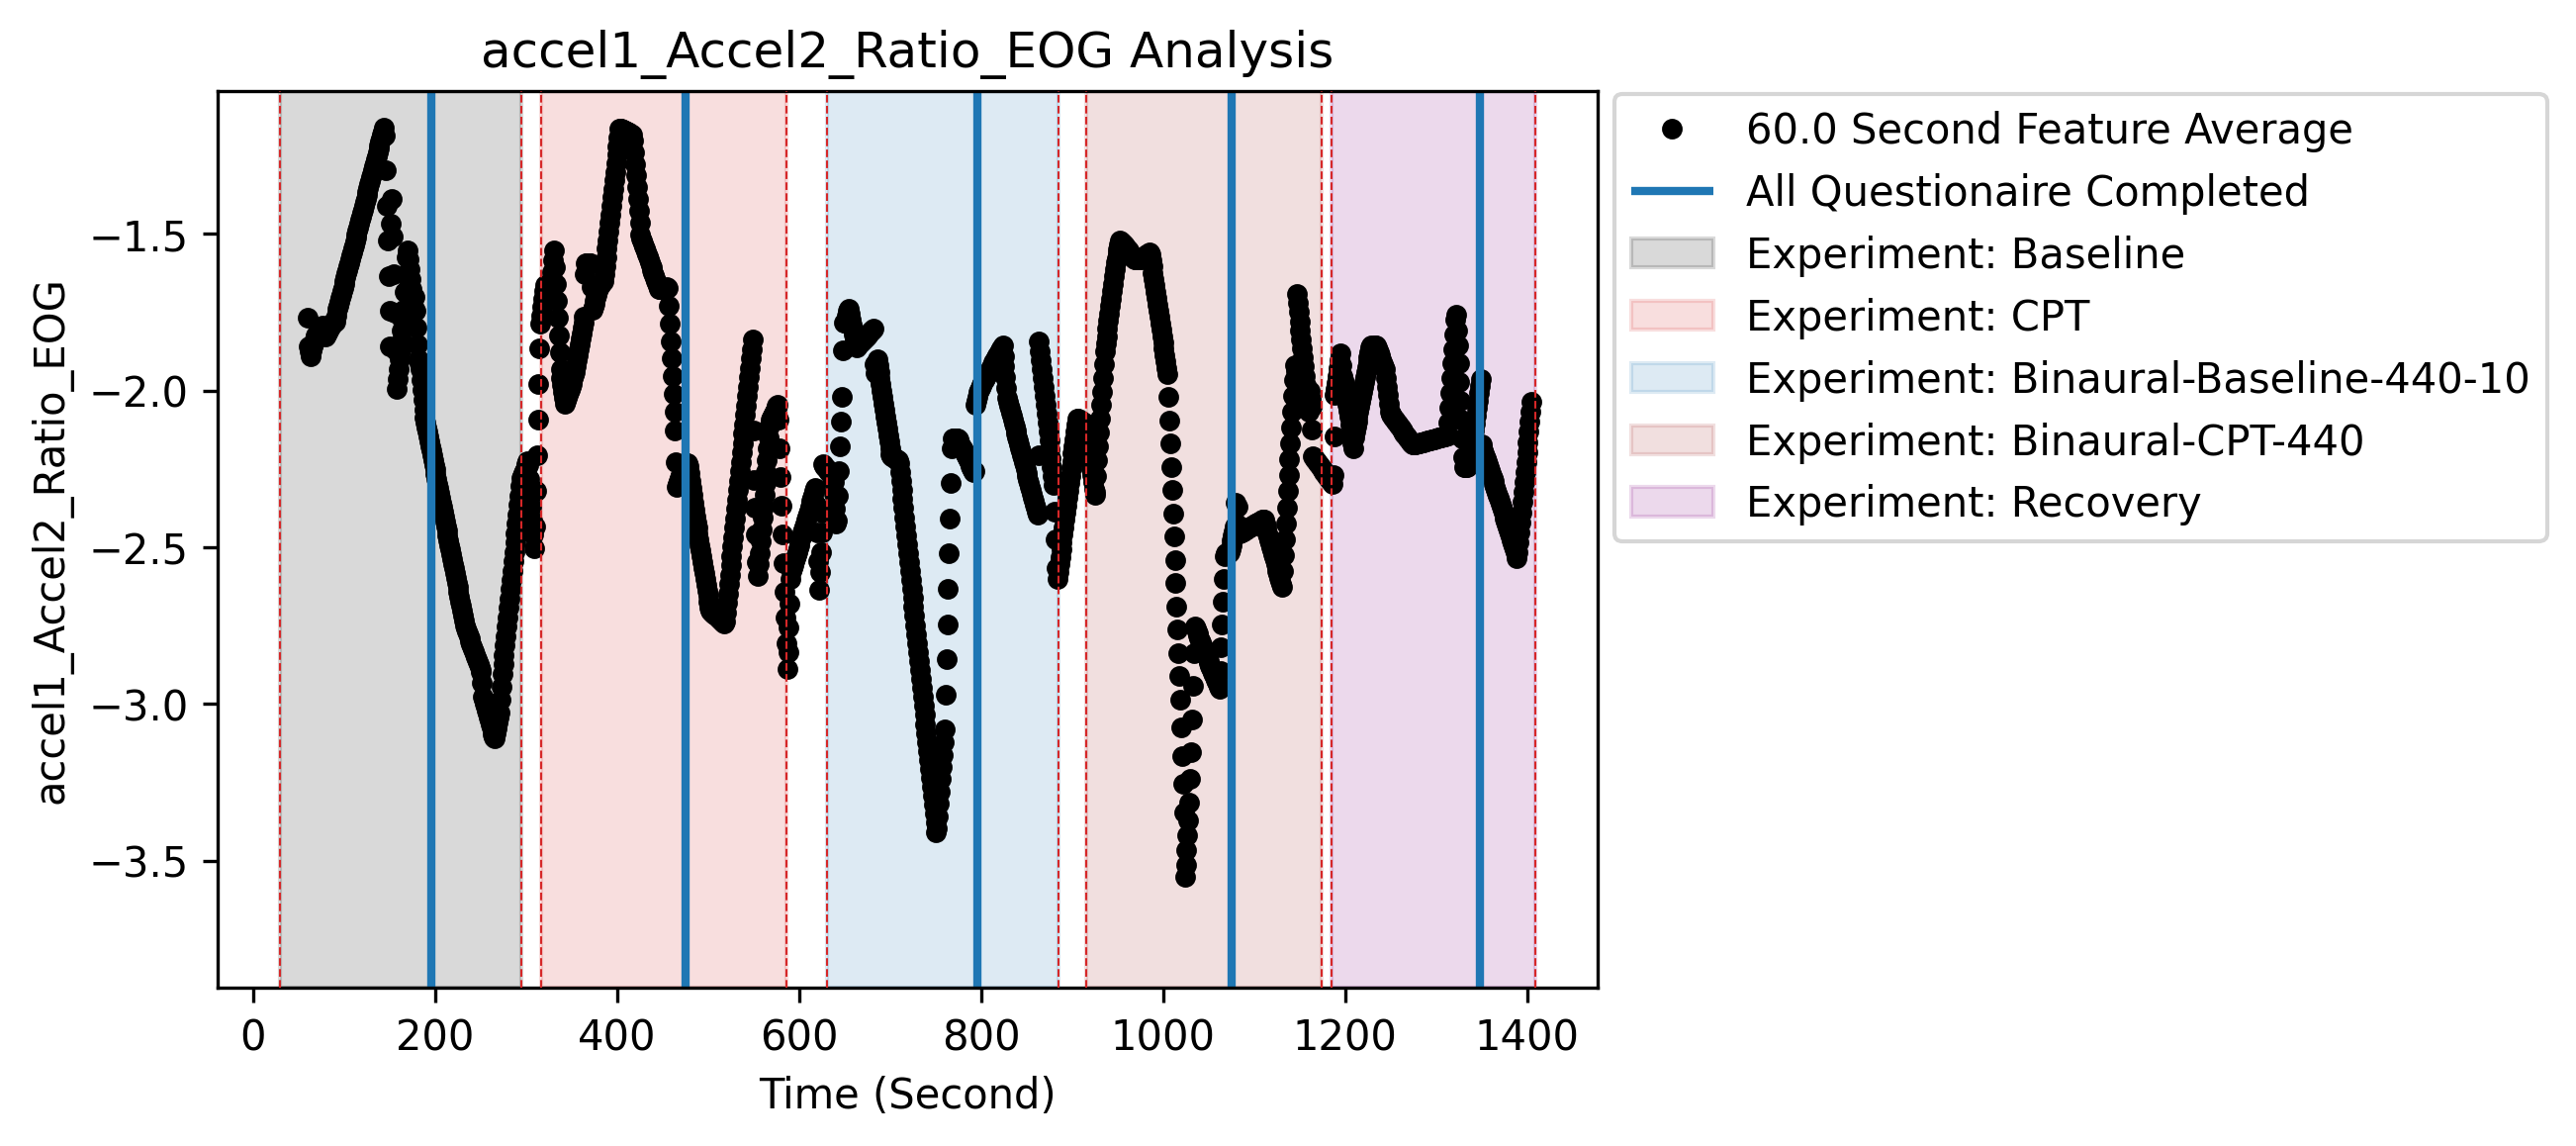 accel1_Accel2_Ratio_EOG Analysis
accel1_Accel2_Ratio_EOG
−1.5
−2.0
−2.5
−3.0
−3.5
0 200 400 600 800 1000 1200 1400
Time (Second)
60.0 Second Feature Average
All Questionaire Completed
Experiment: Baseline
Experiment: CPT
Experiment: Binaural-Baseline-440-10
Experiment: Binaural-CPT-440
Experiment: Recovery